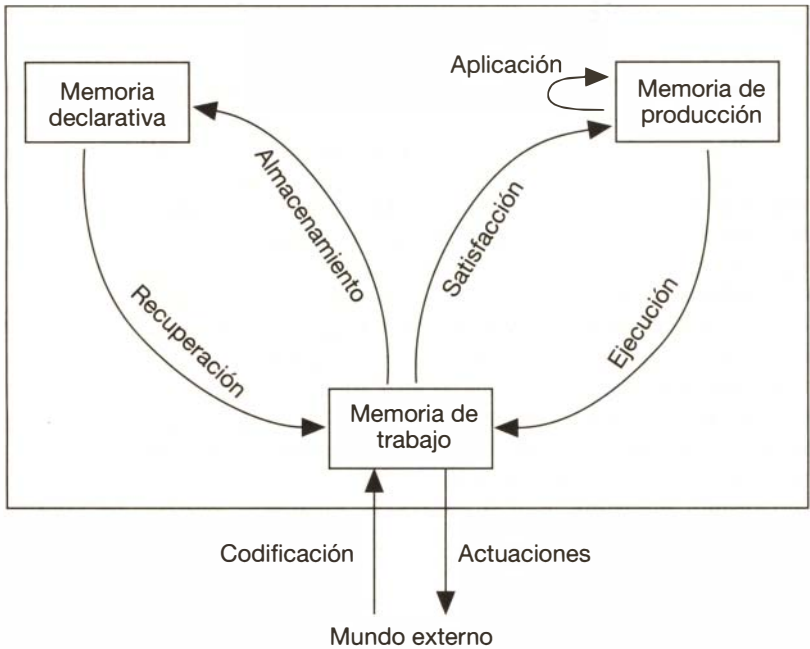 Aplicación
Memoria
declarativa
Memoria de
producción
Almacenamiento
Satisfacción
Recuperación
Ejecución
Memoria de
trabajo
Codificación
Actuaciones
Mundo externo